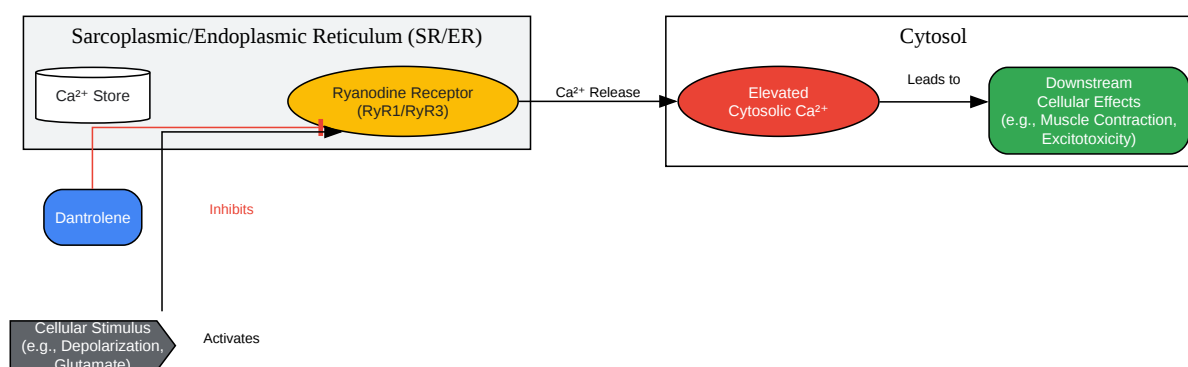 Sarcoplasmic/Endoplasmic Reticulum (SR/ER)
Ca²⁺ Store
Ryanodine Receptor
(RyR1/RyR3)
Ca²⁺ Release
Cytosol
Elevated
Cytosolic Ca²⁺
Leads to
Downstream
Cellular Effects
(e.g., Muscle Contraction,
Excitotoxicity)
Dantrolene
Inhibits
Cellular Stimulus
(e.g., Depolarization,
Glutamate)
Activates